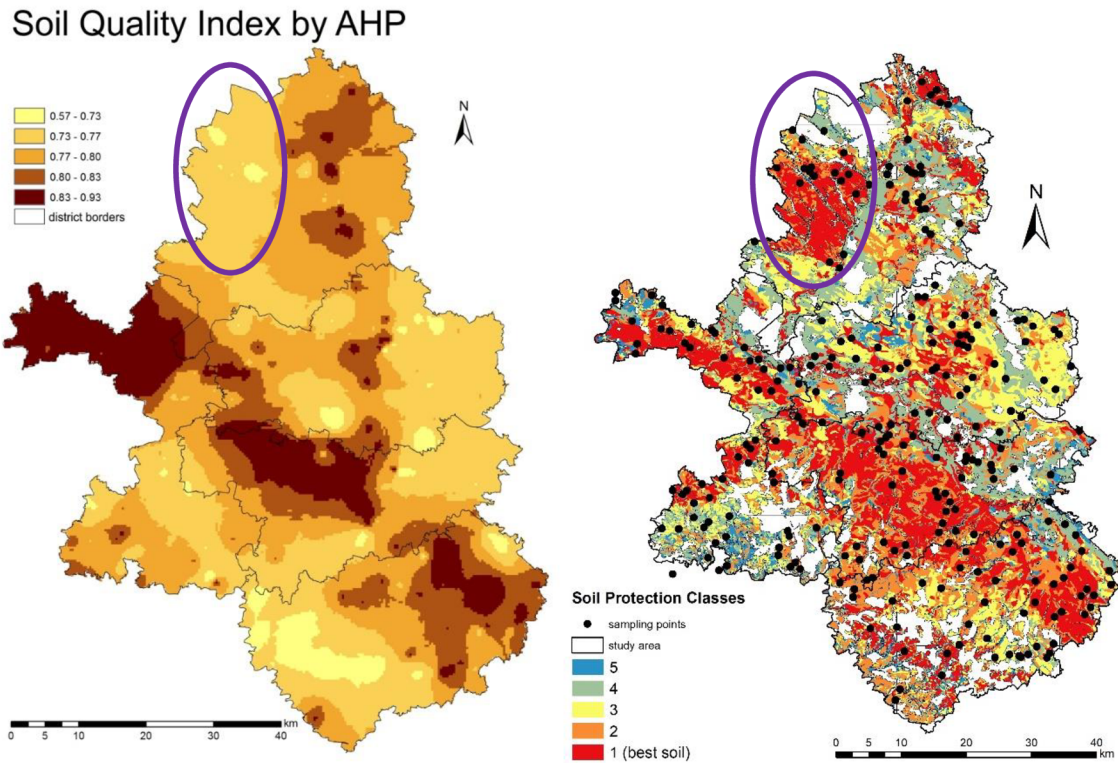 Soil Quality Index by AHP
0.57 - 0.73
0.73 - 0.77
0.77 - 0.80
0.80 - 0.83
0.83 - 0.93
district borders
N
km
0 5 10 20 30 40
N
Soil Protection Classes
sampling points
study area
5
4
3
2
1 (best soil)
0 5 10 20 30 40
km